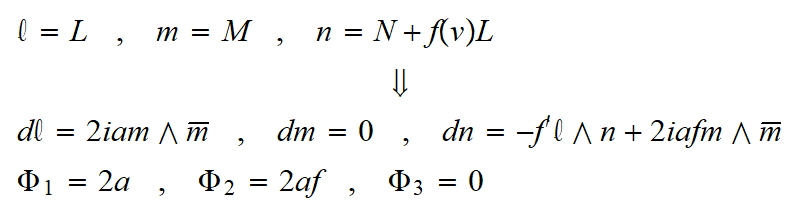 ℓ = L , m = M , n = N + f(v)L
⇓
dℓ = 2iam ∧ m̅ , dm = 0 , dn = −f′ℓ ∧ n + 2iafm ∧ m̅
Φ₁ = 2a , Φ₂ = 2af , Φ₃ = 0